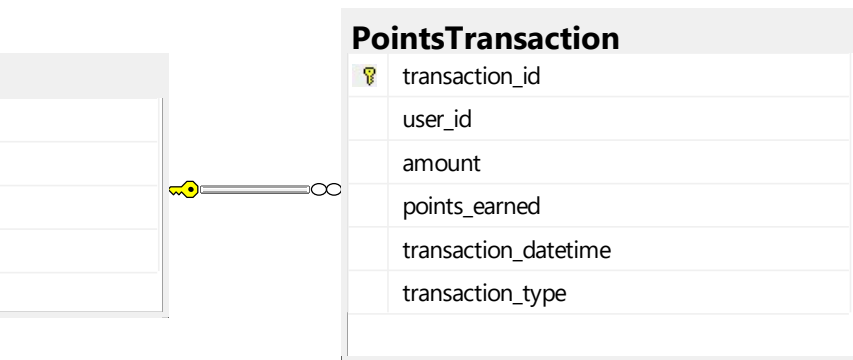 PointsTransaction
transaction_id
user_id
amount
points_earned
transaction_datetime
transaction_type